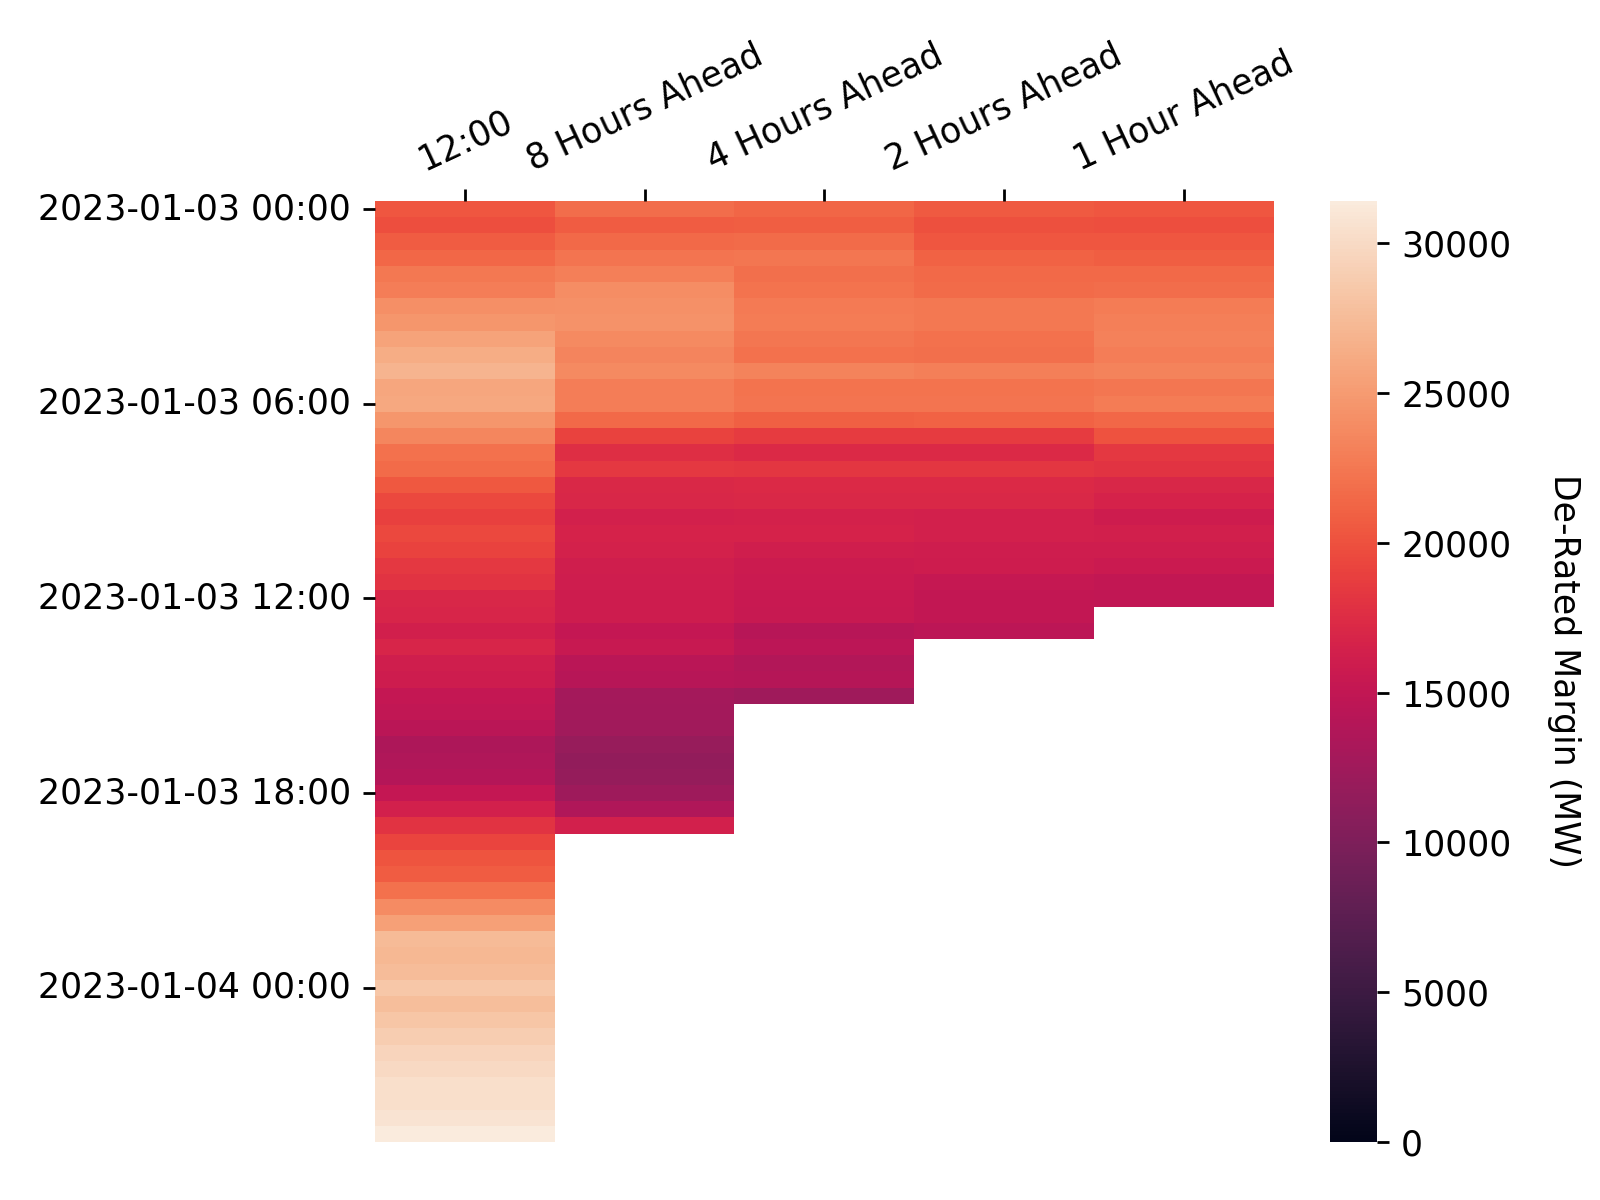 12:00
8 Hours Ahead
4 Hours Ahead
2 Hours Ahead
1 Hour Ahead
2023-01-03 00:00
2023-01-03 06:00
2023-01-03 12:00
2023-01-03 18:00
2023-01-04 00:00
30000
25000
20000
15000
10000
5000
0
De-Rated Margin (MW)